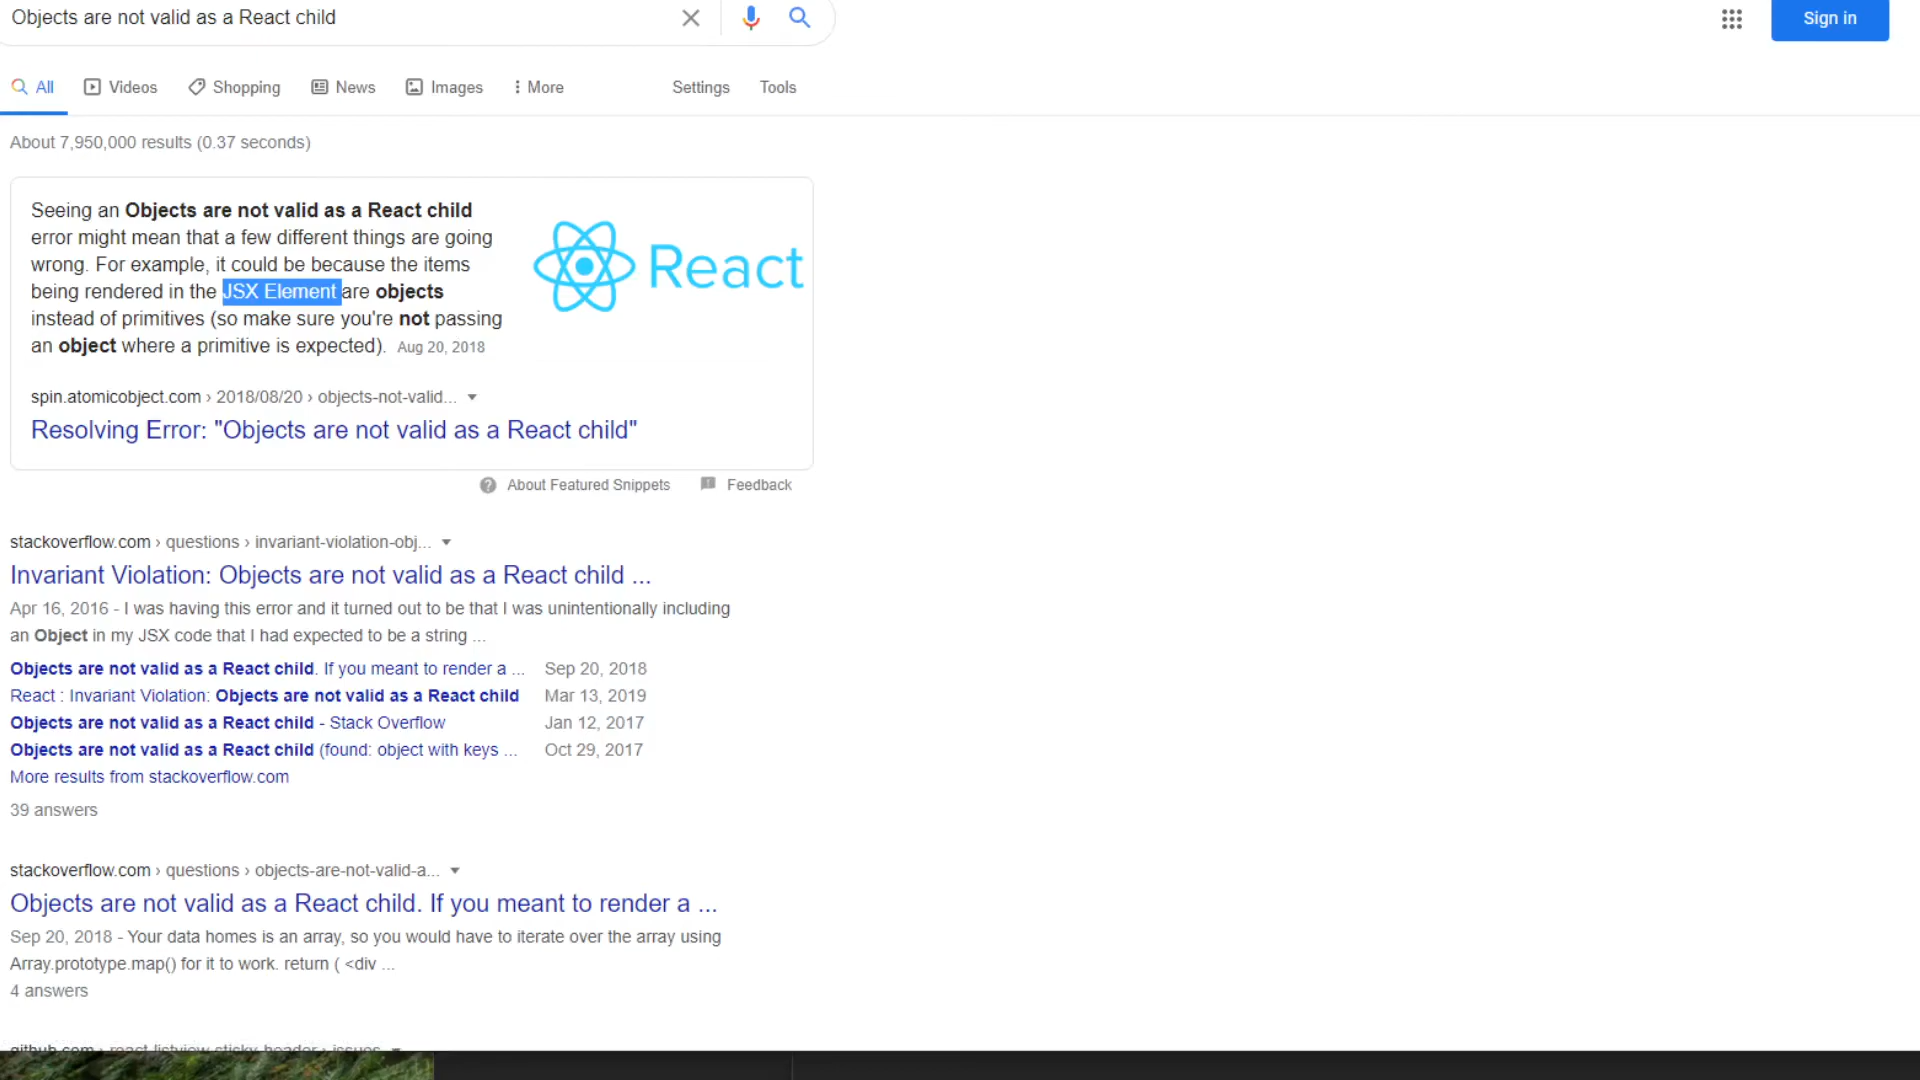 Objects are not valid as a React child
Sign in
All Videos Shopping News Images More Settings Tools
About 7,950,000 results (0.37 seconds)
Seeing an Objects are not valid as a React child
error might mean that a few different things are going
wrong. For example, it could be because the items
being rendered in the JSX Element are objects
instead of primitives (so make sure you're not passing
an object where a primitive is expected). Aug 20, 2018
React
spin.atomicobject.com › 2018/08/20 › objects-not-valid...
Resolving Error: "Objects are not valid as a React child"
About Featured Snippets Feedback
stackoverflow.com › questions › invariant-violation-obj...
Invariant Violation: Objects are not valid as a React child ...
Apr 16, 2016 - I was having this error and it turned out to be that I was unintentionally including
an Object in my JSX code that I had expected to be a string ...
Objects are not valid as a React child. If you meant to render a ... Sep 20, 2018
React : Invariant Violation: Objects are not valid as a React child Mar 13, 2019
Objects are not valid as a React child - Stack Overflow Jan 12, 2017
Objects are not valid as a React child (found: object with keys ... Oct 29, 2017
More results from stackoverflow.com
39 answers
stackoverflow.com › questions › objects-are-not-valid-a...
Objects are not valid as a React child. If you meant to render a ...
Sep 20, 2018 - Your data homes is an array, so you would have to iterate over the array using
Array.prototype.map() for it to work. return ( <div ...
4 answers
github.com › react-listview-sticky-header › issues